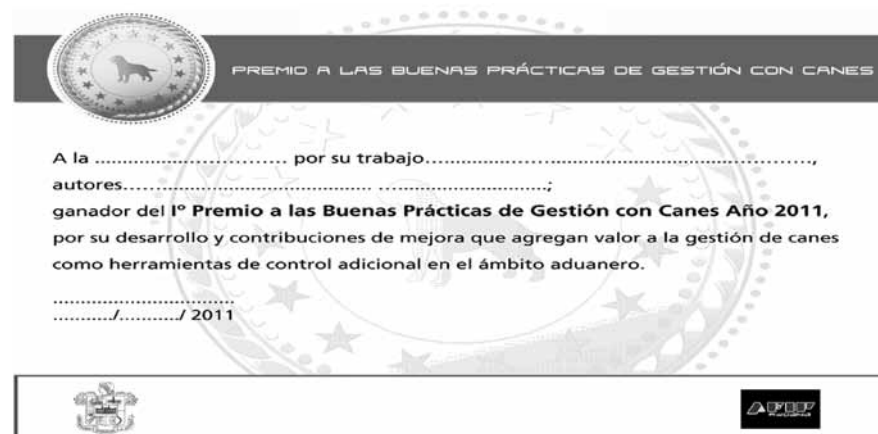 PREMIO A LAS BUENAS PRÁCTICAS DE GESTIÓN CON CANES
A la ................................ por su trabajo..................................................................,
autores............................................... ..............................;
ganador del Iº Premio a las Buenas Prácticas de Gestión con Canes Año 2011,
por su desarrollo y contribuciones de mejora que agregan valor a la gestión de canes
como herramientas de control adicional en el ámbito aduanero.
..................................
.........../........../ 2011
AFIP